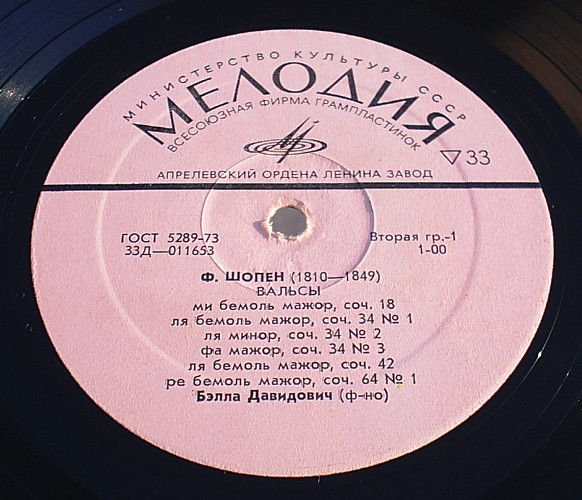 МИНИСТЕРСТВО КУЛЬТУРЫ СССР
МЕЛОДИЯ
ВСЕСОЮЗНАЯ ФИРМА ГРАМПЛАСТИНОК
33
АПРЕЛЕВСКИЙ ОРДЕНА ЛЕНИНА ЗАВОД
ГОСТ 5289-73
33Д—011653
Вторая гр.-1
1-00
Ф. ШОПЕН (1810—1849)
ВАЛЬСЫ
ми бемоль мажор, соч. 18
ля бемоль мажор, соч. 34 № 1
ля минор, соч. 34 № 2
фа мажор, соч. 34 № 3
ля бемоль мажор, соч. 42
ре бемоль мажор, соч. 64 № 1
Бэлла Давидович (ф-но)